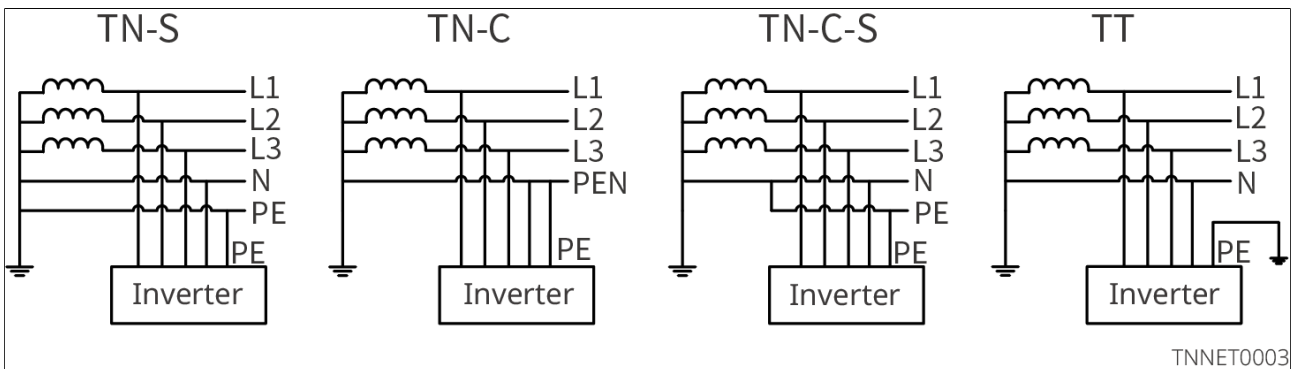 TN-S TN-C TN-C-S TT
L1 L1 L1 L1
L2 L2 L2 L2
L3 L3 L3 L3
N PEN N N
PE PE
PE PE PE PE
Inverter Inverter Inverter Inverter
TNNET0003